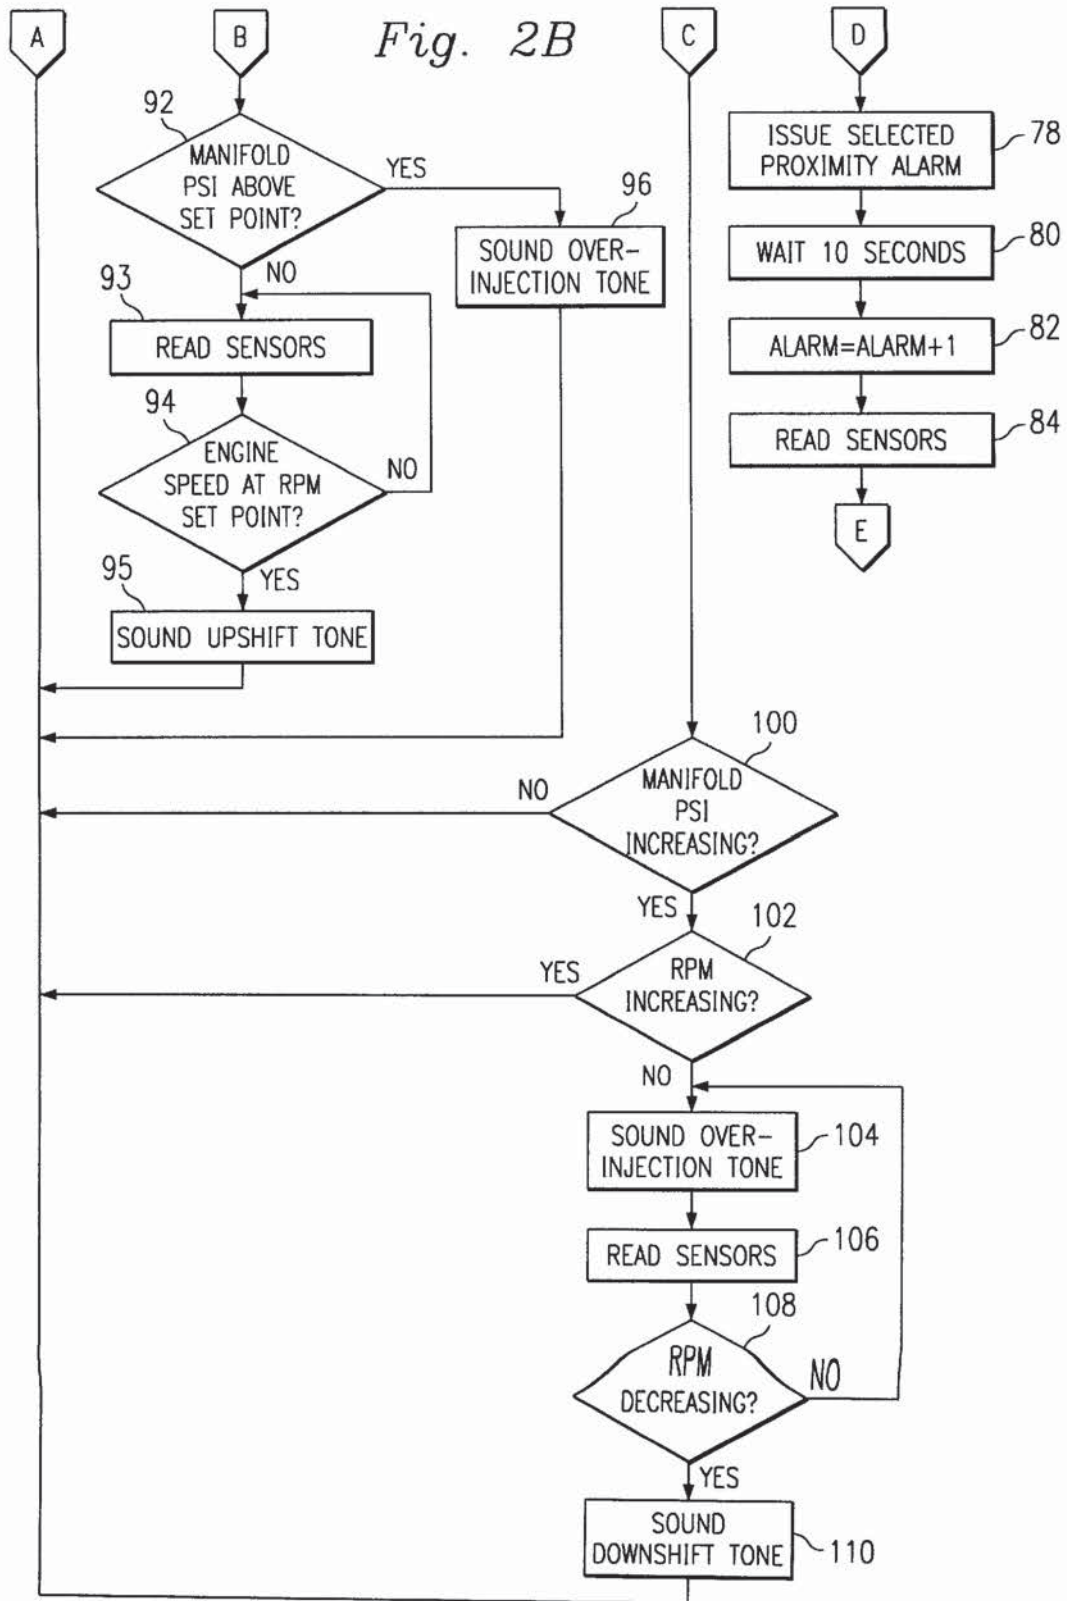 A
B
Fig. 2B
C
D
92
MANIFOLD
PSI ABOVE
SET POINT?
YES
NO
96
SOUND OVER-
INJECTION TONE
93
READ SENSORS
94
ENGINE
SPEED AT RPM
SET POINT?
NO
YES
95
SOUND UPSHIFT TONE
ISSUE SELECTED
PROXIMITY ALARM
78
WAIT 10 SECONDS
80
ALARM=ALARM+1
82
READ SENSORS
84
E
100
MANIFOLD
PSI
INCREASING?
NO
YES
102
RPM
INCREASING?
YES
NO
SOUND OVER-
INJECTION TONE
104
READ SENSORS
106
108
RPM
DECREASING?
NO
YES
SOUND
DOWNSHIFT TONE
110